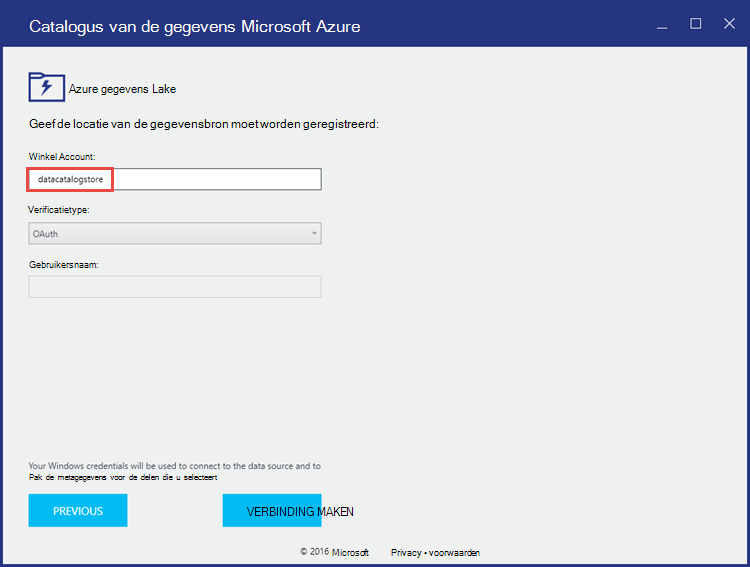 Catalogus van de gegevens Microsoft Azure
Azure gegevens Lake
Geef de locatie van de gegevensbron moet worden geregistreerd:
Winkel Account:
datacatalogstore
Verificatietype:
OAuth
Gebruikersnaam:
Your Windows credentials will be used to connect to the data source and to
Pak de metagegevens voor de delen die u selecteert
PREVIOUS VERBINDING MAKEN
© 2016 Microsoft Privacy • voorwaarden